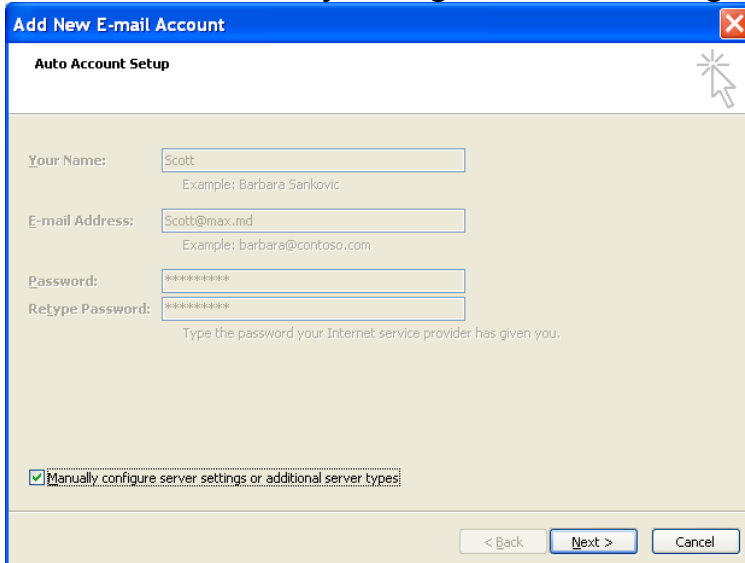 Add New E-mail Account
Auto Account Setup
Your Name: Scott
Example: Barbara Sankovic
E-mail Address: Scott@max.md
Example: barbara@contoso.com
Password: *********
Retype Password: *********
Type the password your Internet service provider has given you.
Manually configure server settings or additional server types
< Back Next > Cancel